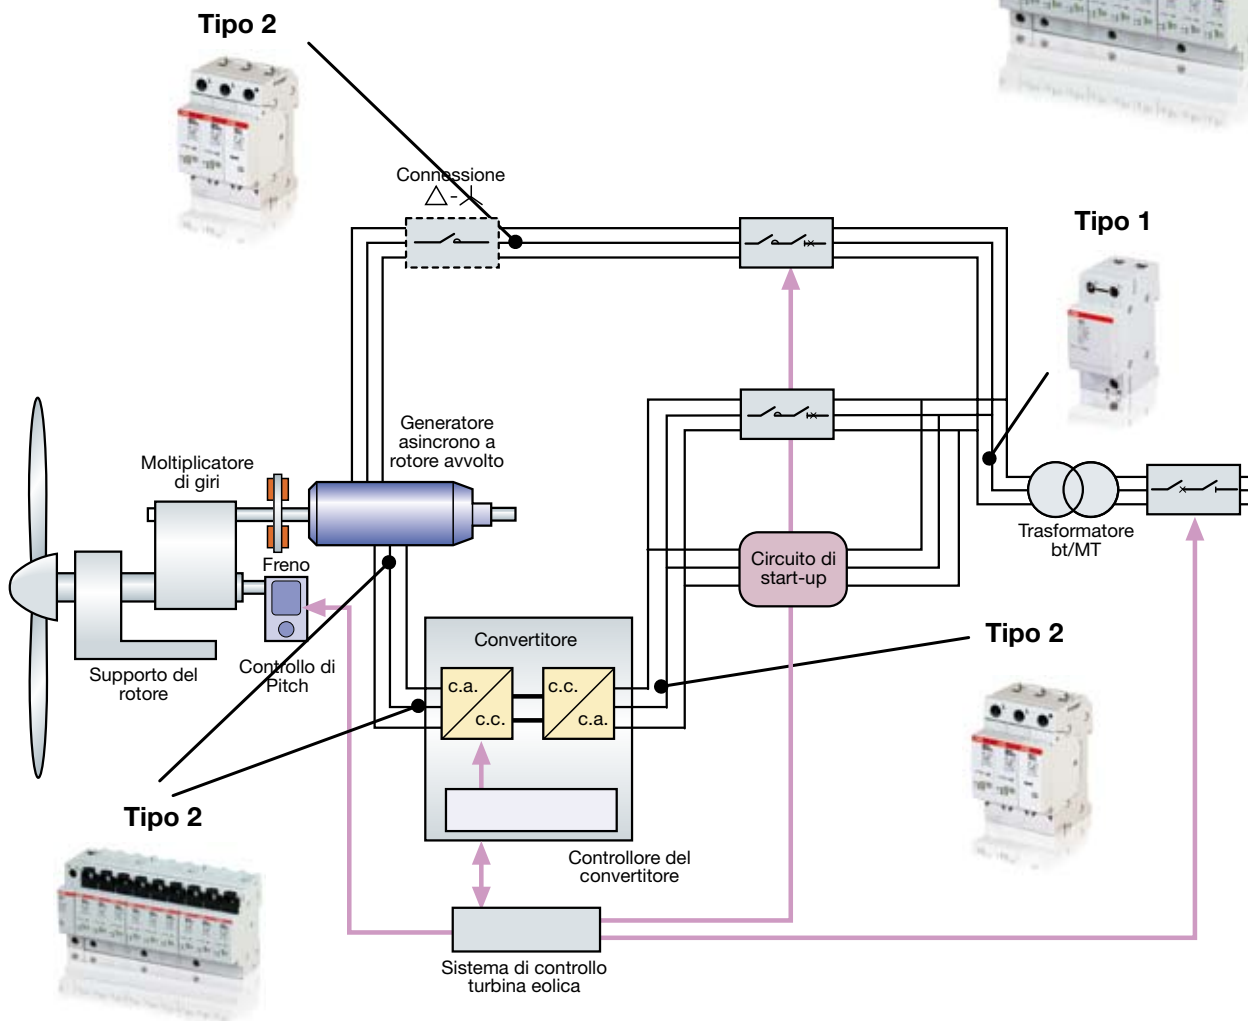 Tipo 2
Connessione
Tipo 1
Generatore
asincrono a
rotore avvolto
Moltiplicatore
di giri
Freno
Trasformatore
bt/MT
Circuito di
start-up
Supporto del
rotore
Controllo di
Pitch
Convertitore
c.a.
c.c.
c.c.
c.a.
Tipo 2
Tipo 2
Controllore del
convertitore
Sistema di controllo
turbina eolica